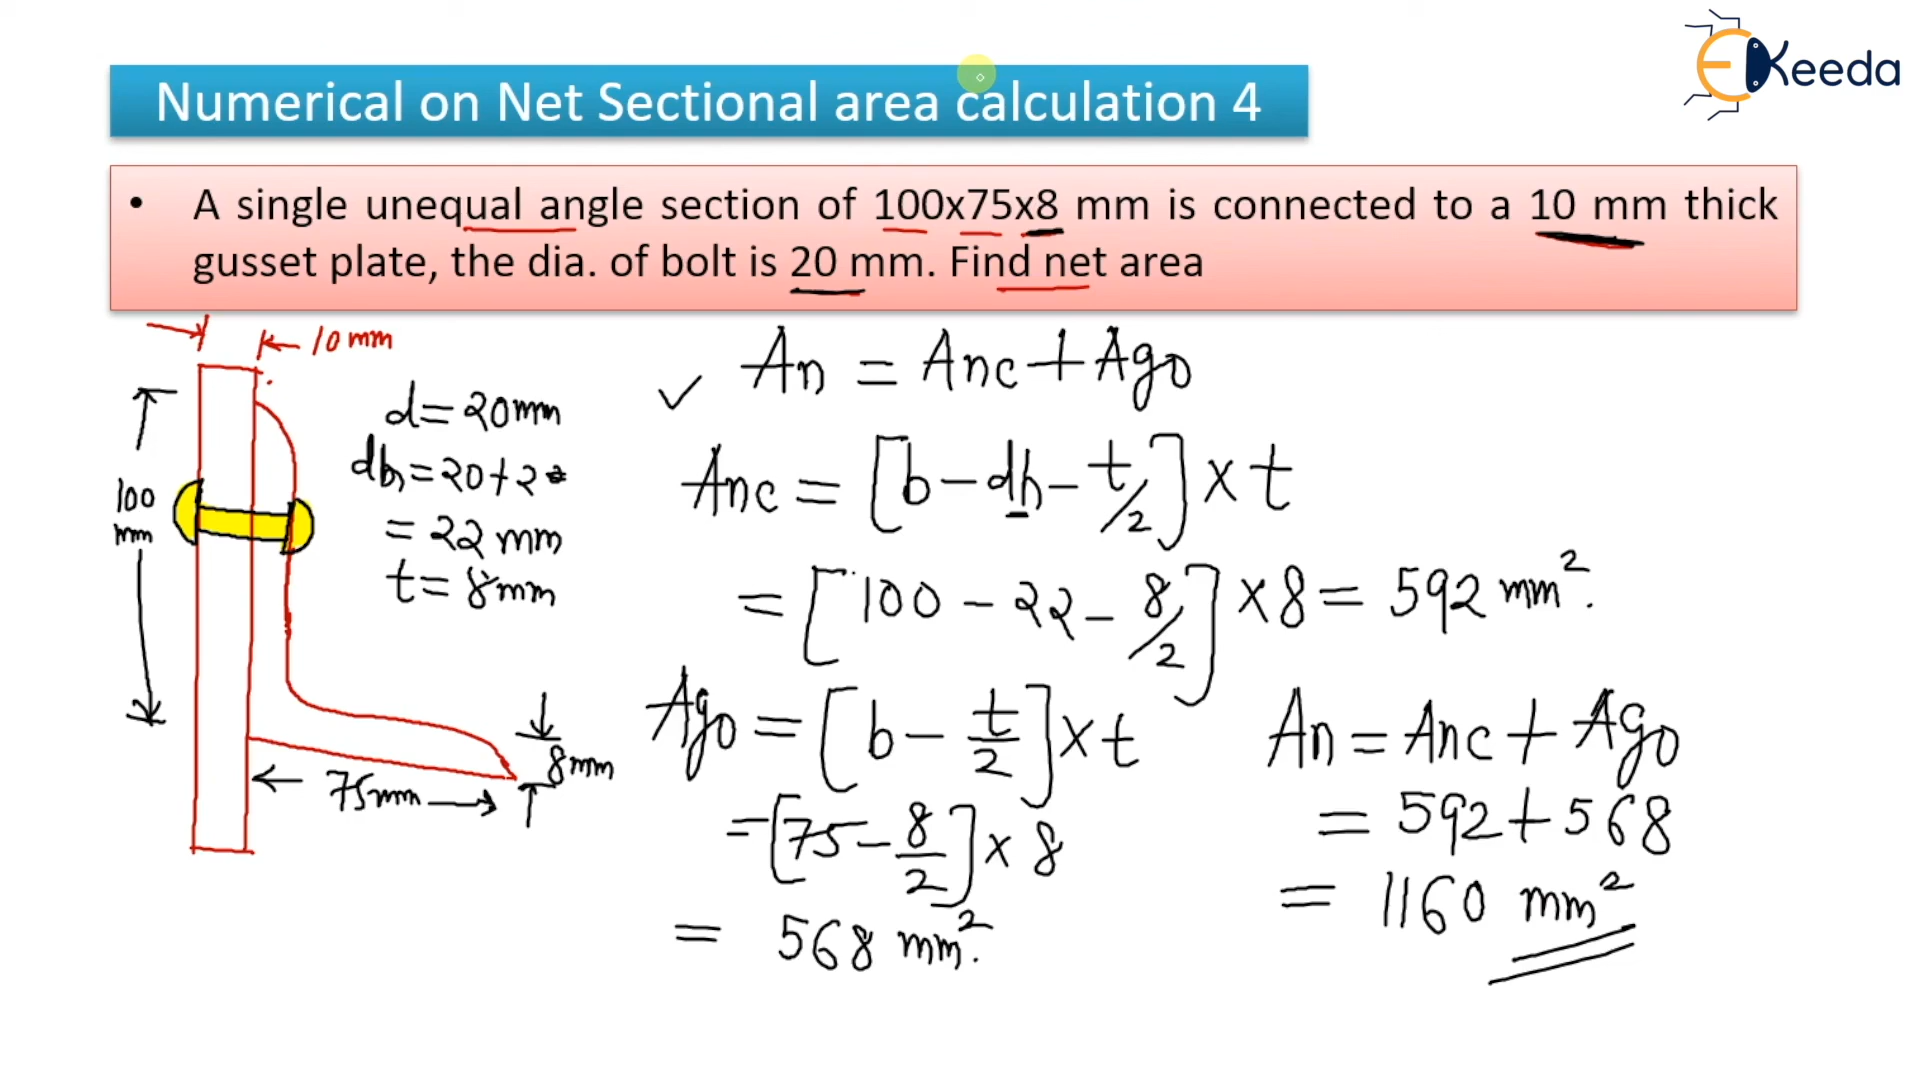 EKeeda
Numerical on Net Sectional area calculation 4
• A single unequal angle section of 100x75x8 mm is connected to a 10 mm thick
gusset plate, the dia. of bolt is 20 mm. Find net area
10 mm
100
mm
75mm
8mm
d = 20mm
dh = 20 + 2
= 22 mm
t = 8mm
✓ An = Anc + Ago
Anc = [b - dh - t/2] × t
= [100 - 22 - 8/2] × 8 = 592 mm².
Ago = [b - t/2] × t
= [75 - 8/2] × 8
= 568 mm².
An = Anc + Ago
= 592 + 568
= 1160 mm²